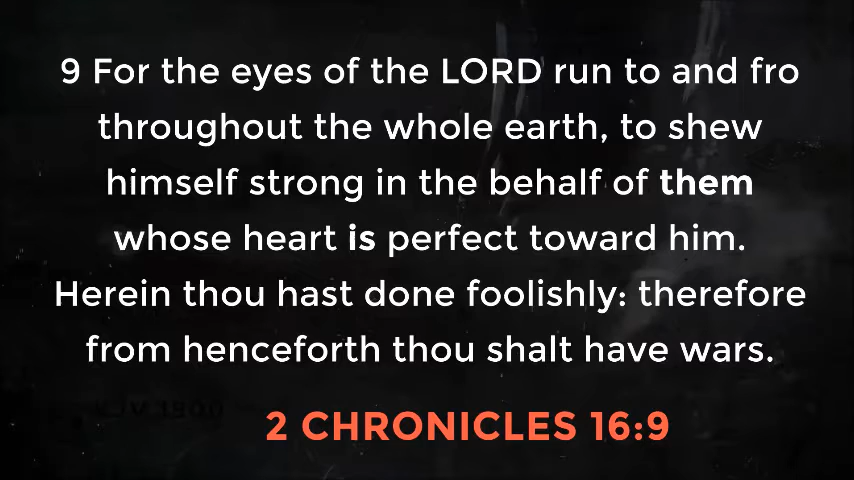 9 For the eyes of the LORD run to and fro
throughout the whole earth, to shew
himself strong in the behalf of them
whose heart is perfect toward him.
Herein thou hast done foolishly: therefore
from henceforth thou shalt have wars.
KJV 1900
2 CHRONICLES 16:9